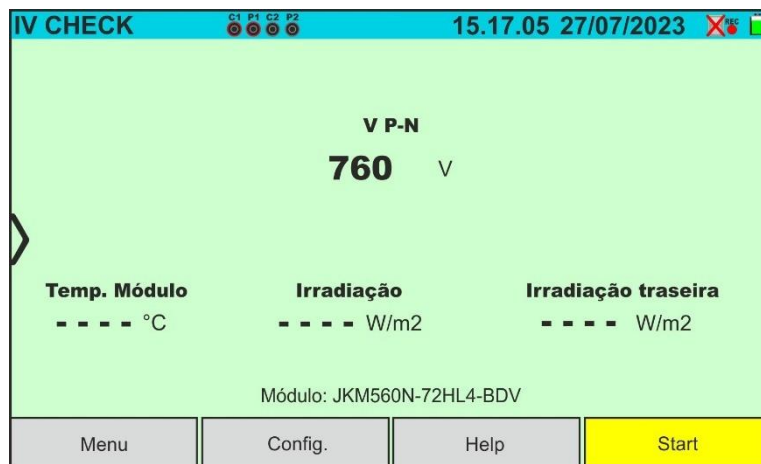 IV CHECK C1 P1 C2 P2 15.17.05 27/07/2023 REC
V P-N
760 V
Temp. Módulo Irradiação Irradiação traseira
- - - - °C - - - - W/m2 - - - - W/m2
Módulo: JKM560N-72HL4-BDV
Menu Config. Help Start